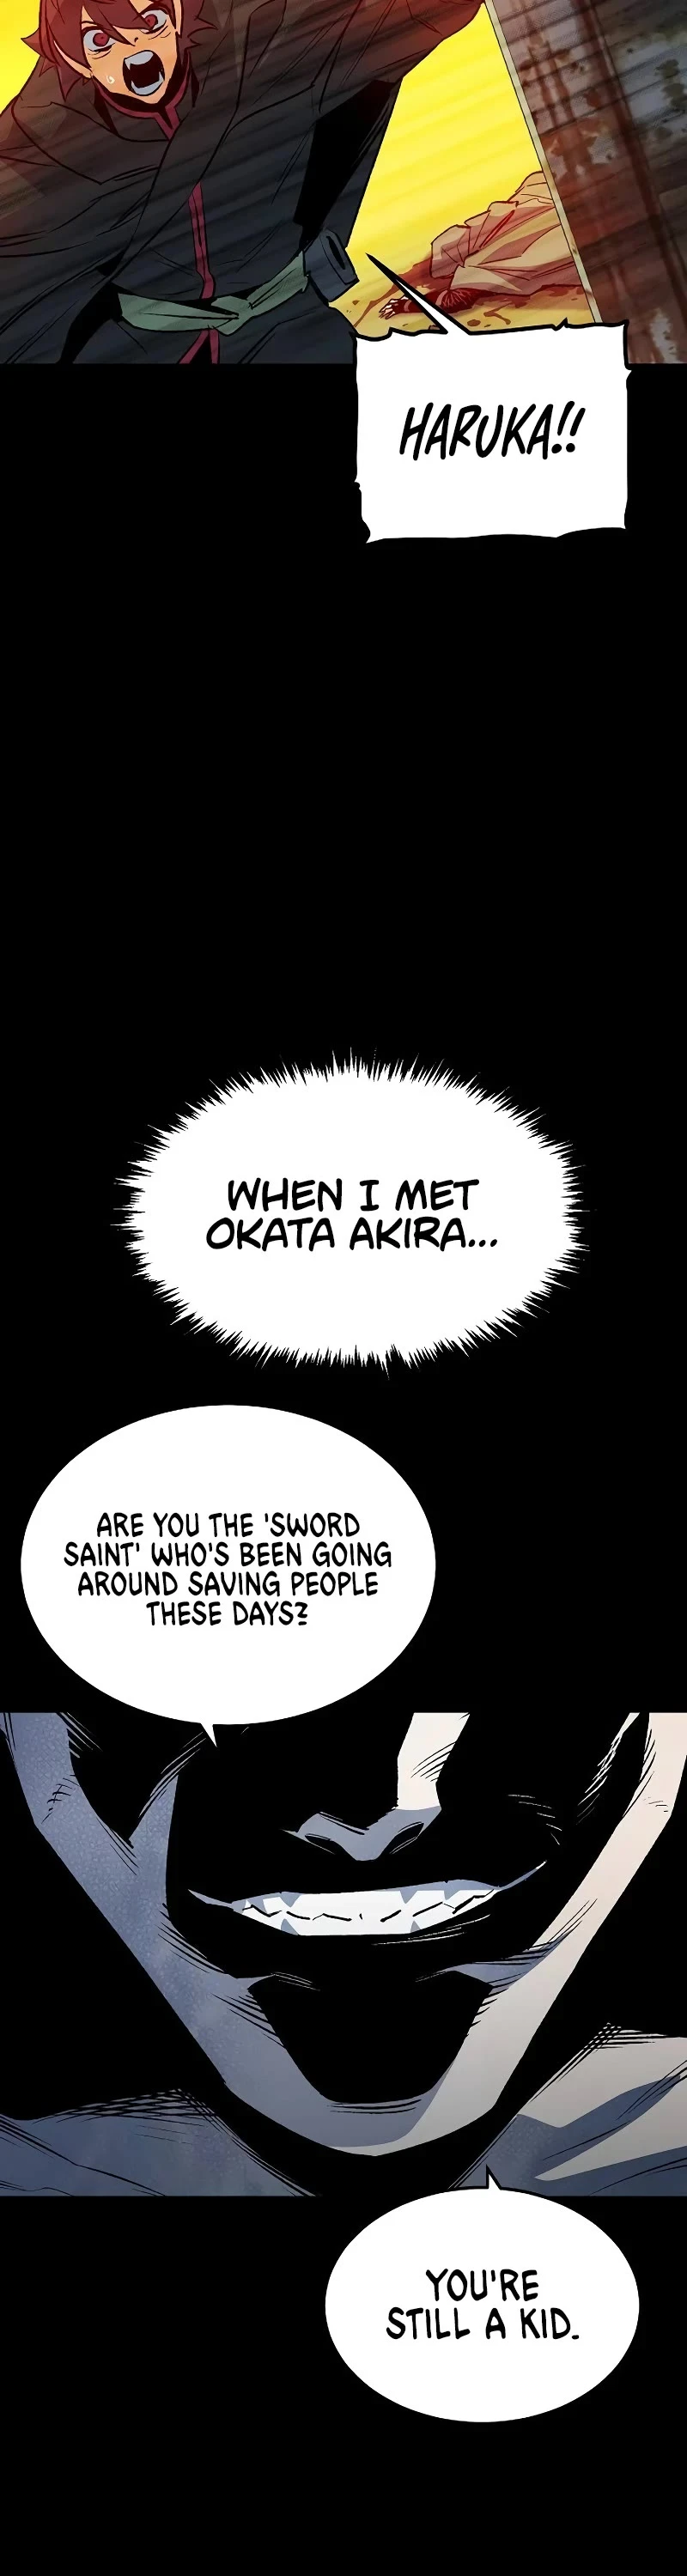 HARUKA!!
WHEN I MET
OKATA AKIRA...
ARE YOU THE 'SWORD
SAINT' WHO'S BEEN GOING
AROUND SAVING PEOPLE
THESE DAYS?
YOU'RE
STILL A KID.